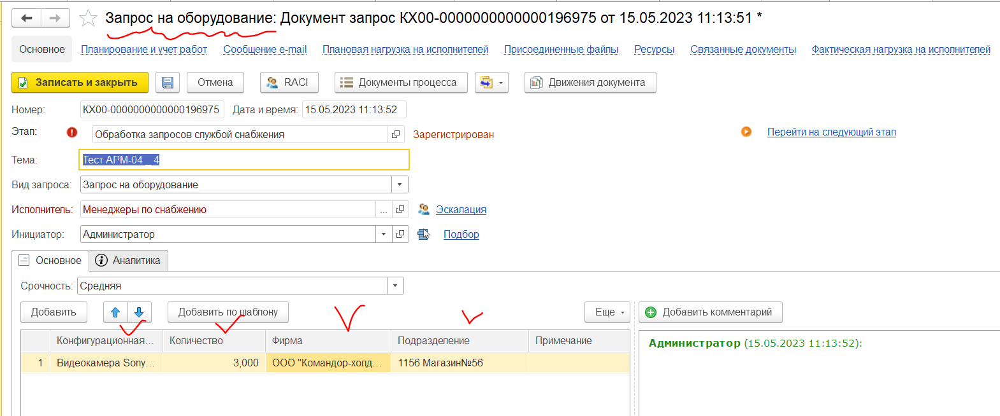 Запрос на оборудование: Документ запрос КХ00-0000000000000196975 от 15.05.2023 11:13:51 *
Основное Планирование и учет работ Сообщение e-mail Плановая нагрузка на исполнителей Присоединенные файлы Ресурсы Связанные документы Фактическая нагрузка на исполнителей
Записать и закрыть Отмена RACI Документы процесса Движения документа
Номер: КХ00-0000000000000196975 Дата и время: 15.05.2023 11:13:52
Этап: Обработка запросов службой снабжения Зарегистрирован Перейти на следующий этап
Тема: Тест АРМ-04 _ 4
Вид запроса: Запрос на оборудование
Исполнитель: Менеджеры по снабжению ... Эскалация
Инициатор: Администратор Подбор
Основное Аналитика
Срочность: Средняя
Добавить Добавить по шаблону Еще Добавить комментарий
Конфигурационная... Количество Фирма Подразделение Примечание
Администратор (15.05.2023 11:13:52):
1 Видеокамера Sony... 3,000 ООО "Командор-холд... 1156 Магазин№56